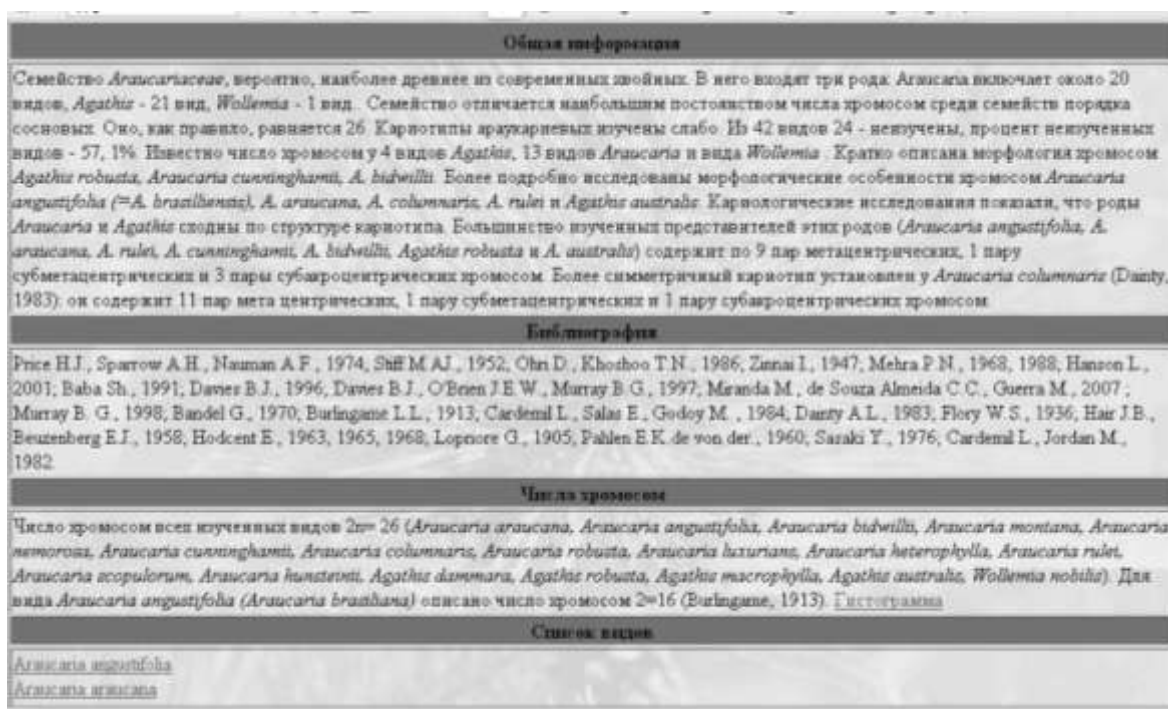 Общая информация
Семейство Araucariaceae, вероятно, наиболее древнее из современных хвойных. В него входят три рода: Araucaria включает около 20
видов, Agathis - 21 вид, Wollemia - 1 вид. Семейство отличается наибольшим постоянством числа хромосом среди семейств порядка
сосновых. Оно, как правило, равняется 26. Кариотипы араукариевых изучены слабо. Из 42 видов 24 - неизучены, процент неизученных
видов - 57, 1%. Известно число хромосом у 4 видов Agathis, 13 видов Araucaria и вида Wollemia . Кратко описана морфология хромосом
Agathis robusta, Araucaria cunninghamii, A. bidwillii. Более подробно исследованы морфологические особенности хромосом Araucaria
angustifolia (=A. brasiliensis), A. araucana, A. columnaris, A. rulei и Agathis australis. Кариологические исследования показали, что роды
Araucaria и Agathis сходны по структуре кариотипа. Большинство изученных представителей этих родов (Araucaria angustifolia, A.
araucana, A. rulei, A. cunninghamii, A. bidwillii, Agathis robusta и A. australis) содержит по 9 пар метацентрических, 1 пару
субметацентрических и 3 пары субакроцентрических хромосом. Более симметричный кариотип установлен у Araucaria columnaris (Dainty,
1983): он содержит 11 пар мета центрических, 1 пару субметацентрических и 1 пару субакроцентрических хромосом
Библиография
Price H.J., Sparrow A.H., Nauman A.F., 1974; Stiff M.AJ., 1952; Ohri D., Khoshoo T.N., 1986; Zinnai I., 1947; Mehra P.N., 1968, 1988; Hanson L.,
2001; Baba Sh., 1991; Davies B.J., 1996; Davies B.J., O'Brien J.E.W., Murray B.G., 1997; Miranda M., de Souza Almeida C.C., Guerra M., 2007 ;
Murray B. G., 1998; Bandel G., 1970; Burlingame L.L., 1913; Cardemil L., Salas E., Godoy M. , 1984; Dainty A.L., 1983; Flory W.S., 1936; Hair J.B.,
Beuzenberg E.J., 1958; Hodcent E., 1963, 1965, 1968; Lopriore G., 1905; Pahlen E.K. de von der., 1960; Sasaki Y., 1976; Cardemil L., Jordan M.,
1982.
Числа хромосом
Число хромосом всех изученных видов 2n= 26 (Araucaria araucana, Araucaria angustifolia, Araucaria bidwillii, Araucaria montana, Araucaria
nemorosa, Araucaria cunninghamii, Araucaria columnaris, Araucaria robusta, Araucaria luxurians, Araucaria heterophylla, Araucaria rulei,
Araucaria scopulorum, Araucaria hunsteinii, Agathis dammara, Agathis robusta, Agathis macrophylla, Agathis australis, Wollemia nobilis). Для
вида Araucaria angustifolia (Araucaria brasiliana) описано число хромосом 2=16 (Burlingame, 1913). Гистограмма
Список видов
Araucaria angustifolia
Araucaria araucana